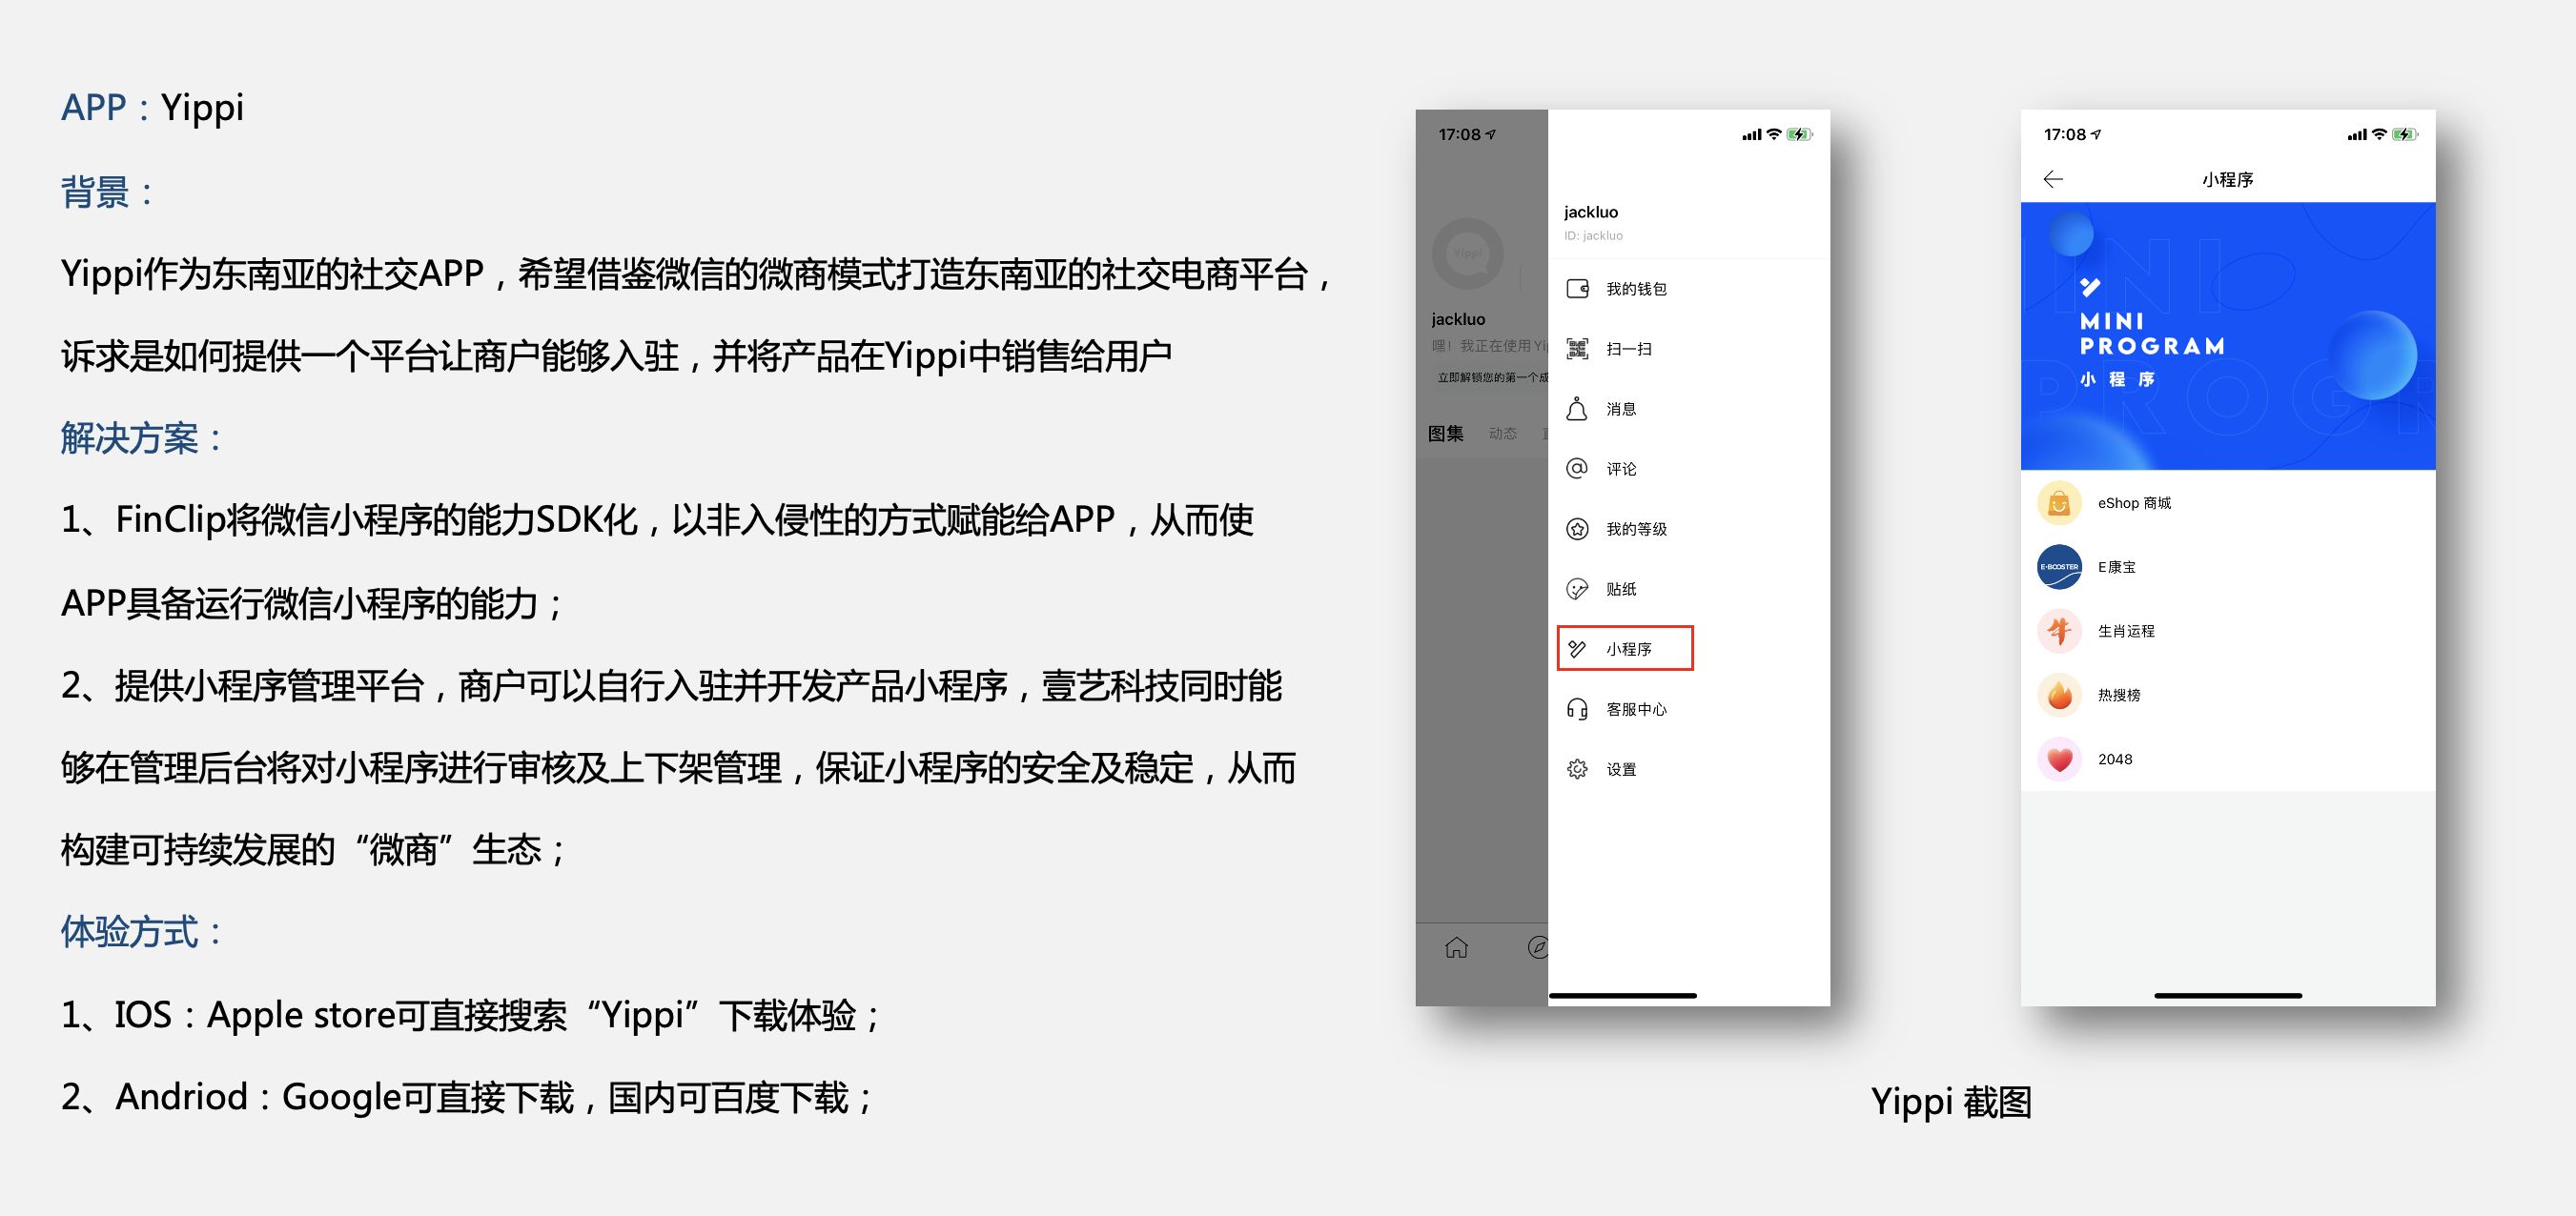 APP：Yippi
背景：
Yippi作为东南亚的社交APP，希望借鉴微信的微商模式打造东南亚的社交电商平台，
诉求是如何提供一个平台让商户能够入驻，并将产品在Yippi中销售给用户
解决方案：
1、FinClip将微信小程序的能力SDK化，以非入侵性的方式赋能给APP，从而使
APP具备运行微信小程序的能力；
2、提供小程序管理平台，商户可以自行入驻并开发产品小程序，壹艺科技同时能
够在管理后台将对小程序进行审核及上下架管理，保证小程序的安全及稳定，从而
构建可持续发展的“微商”生态；
体验方式：
1、IOS：Apple store可直接搜索“Yippi”下载体验；
2、Andriod：Google可直接下载，国内可百度下载；
17:08
Yippi
jackluo
嘿！我正在使用 Yip
立即解锁您的第一个成
图集 动态
jackluo
ID: jackluo
我的钱包
扫一扫
消息
评论
我的等级
贴纸
小程序
客服中心
设置
17:08
小程序
MINI
PROGRAM
小程序
eShop 商城
E-BOOSTER
E康宝
牛
生肖运程
热搜榜
2048
Yippi 截图